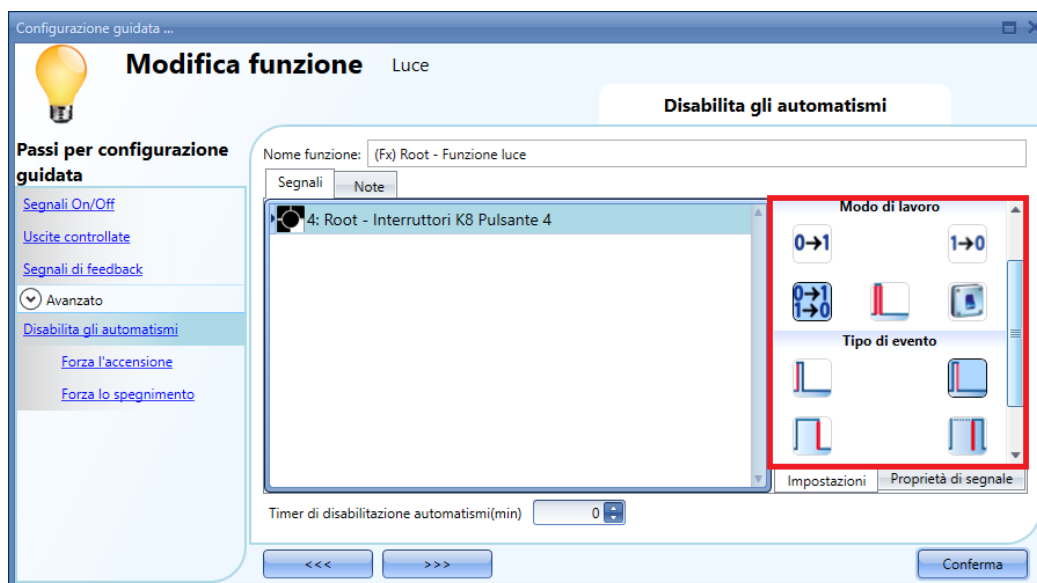 Configurazione guidata ...
Modifica funzione Luce
Disabilita gli automatismi
Passi per configurazione
guidata
Segnali On/Off
Uscite controllate
Segnali di feedback
Avanzato
Disabilita gli automatismi
Forza l'accensione
Forza lo spegnimento
Nome funzione: (Fx) Root - Funzione luce
Segnali Note
4: Root - Interruttori K8 Pulsante 4
Modo di lavoro
0→1 1→0
0→1
1→0
Tipo di evento
Impostazioni Proprietà di segnale
Timer di disabilitazione automatismi(min) 0
<<< >>> Conferma